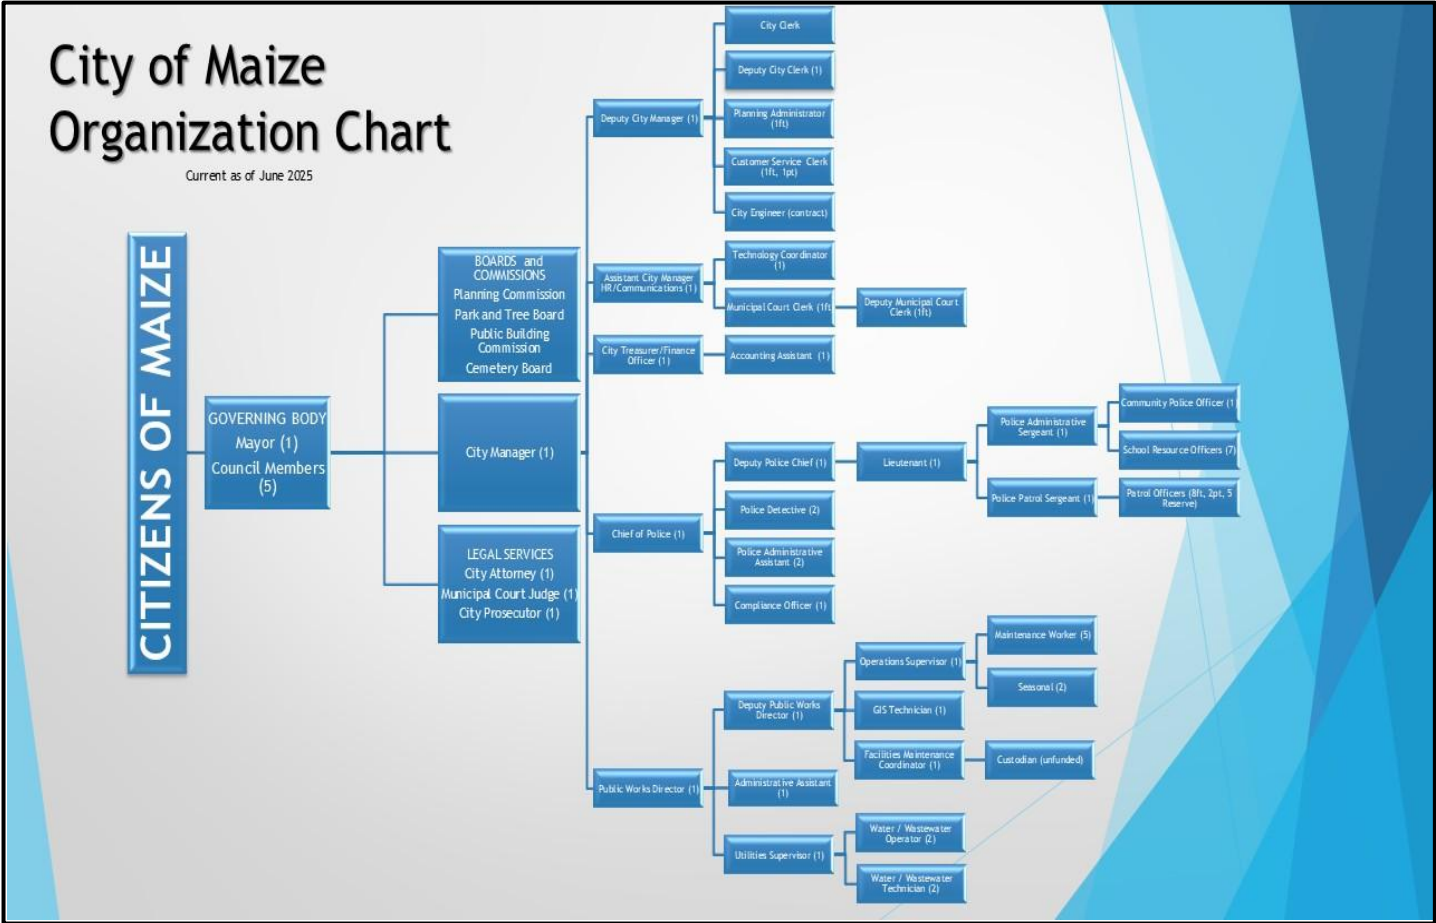 City of Maize
Organization Chart
Current as of June 2025
CITIZENS OF MAIZE
GOVERNING BODY
Mayor (1)
Council Members
(5)
BOARDS and
COMMISSIONS
Planning Commission
Park and Tree Board
Public Building
Commission
Cemetery Board
City Manager (1)
LEGAL SERVICES
City Attorney (1)
Municipal Court Judge (1)
City Prosecutor (1)
Deputy City Manager (1)
City Clerk
Deputy City Clerk (1)
Planning Administrator
(1ft)
Customer Service Clerk
(1ft, 1pt)
City Engineer (contract)
Assistant City Manager
HR/Communications (1)
Technology Coordinator
(1)
Municipal Court Clerk (1ft
Deputy Municipal Court
Clerk (1ft)
City Treasurer/Finance
Officer (1)
Accounting Assistant (1)
Chief of Police (1)
Deputy Police Chief (1)
Lieutenant (1)
Police Administrative
Sergeant (1)
Community Police Officer (1
School Resource Officers (7)
Police Patrol Sergeant (1)
Patrol Officers (8ft, 2pt, 5
Reserve)
Police Detective (2)
Police Administrative
Assistant (2)
Compliance Officer (1)
Public Works Director (1)
Deputy Public Works
Director (1)
Operations Supervisor (1)
Maintenance Worker (5)
Seasonal (2)
GIS Technician (1)
Facilities Maintenance
Coordinator (1)
Custodian (unfunded)
Administrative Assistant
(1)
Utilities Supervisor (1)
Water / Wastewater
Operator (2)
Water / Wastewater
Technician (2)